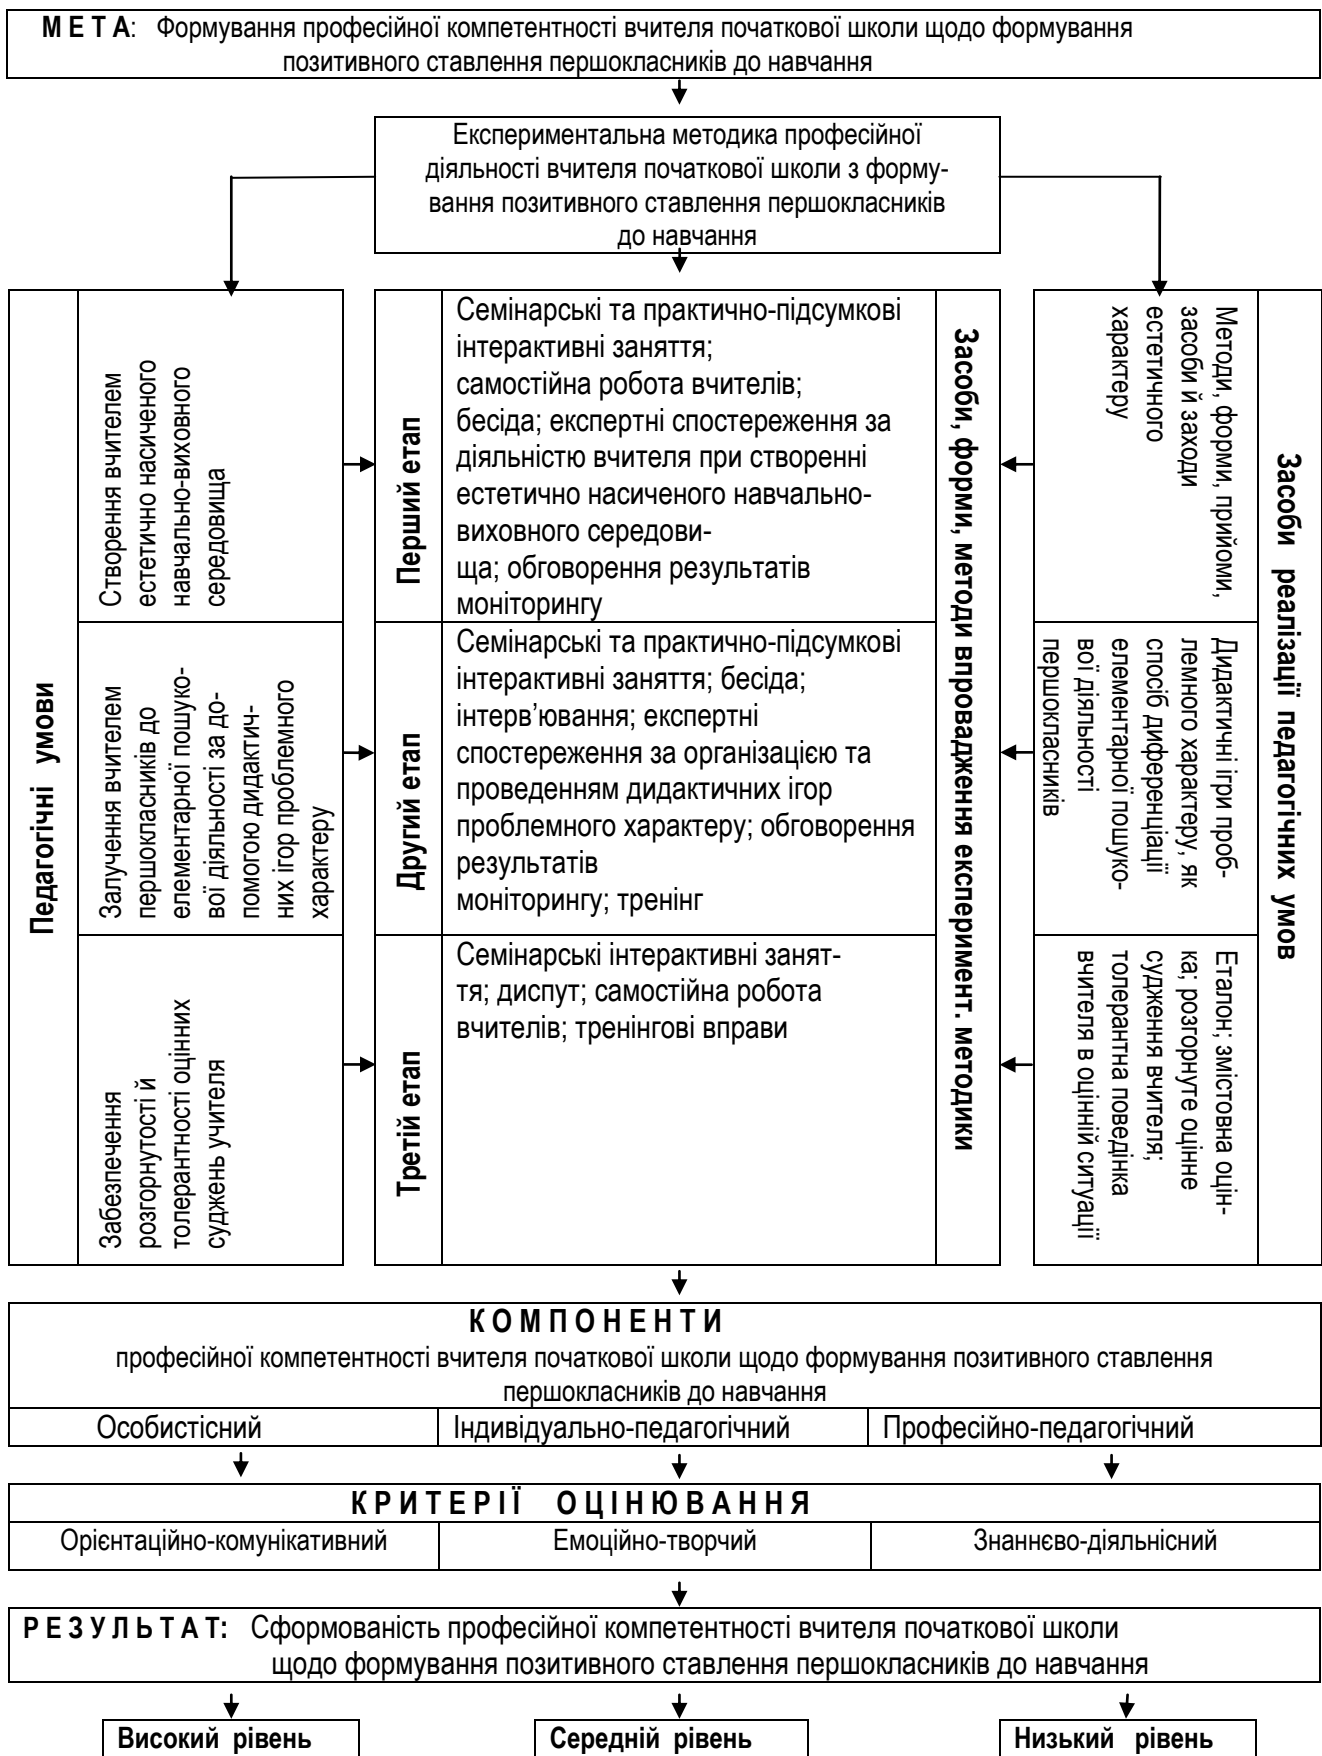 М Е Т А: Формування професійної компетентності вчителя початкової школи щодо формування
позитивного ставлення першокласників до навчання
Експериментальна методика професійної
діяльності вчителя початкової школи з форму-
вання позитивного ставлення першокласників
до навчання
Педагогічні умови
Створення вчителем
естетично насиченого
навчально-виховного
середовища
Залучення вчителем
першокласників до
елементарної пошуко-
вої діяльності за до-
помогою дидактич-
них ігор проблемного
характеру
Забезпечення
розгорнутості й
толерантності оцінних
суджень учителя
Перший етап
Семінарські та практично-підсумкові
інтерактивні заняття;
самостійна робота вчителів;
бесіда; експертні спостереження за
діяльністю вчителя при створенні
естетично насиченого навчально-
виховного середови-
ща; обговорення результатів
моніторингу
Другий етап
Семінарські та практично-підсумкові
інтерактивні заняття; бесіда;
інтерв’ювання; експертні
спостереження за організацією та
проведенням дидактичних ігор
проблемного характеру; обговорення
результатів
моніторингу; тренінг
Третій етап
Семінарські інтерактивні занят-
тя; диспут; самостійна робота
вчителів; тренінгові вправи
Засоби, форми, методи впровадження експеримент. методики
Методи, форми, прийоми,
засоби й заходи
естетичного
характеру
Дидактичні ігри проб-
лемного характеру, як
спосіб диференціації
елементарної пошуко-
вої діяльності
першокласників
Еталон; змістовна оцін-
ка; розгорнуте оцінне
судження вчителя;
толерантна поведінка
вчителя в оцінній ситуації
Засоби реалізації педагогічних умов
К О М П О Н Е Н Т И
професійної компетентності вчителя початкової школи щодо формування позитивного ставлення
першокласників до навчання
Особистісний
Індивідуально-педагогічний
Професійно-педагогічний
К Р И Т Е Р І Ї О Ц І Н Ю В А Н Н Я
Орієнтаційно-комунікативний
Емоційно-творчий
Знаннєво-діяльнісний
Р Е З У Л Ь Т А Т: Сформованість професійної компетентності вчителя початкової школи
щодо формування позитивного ставлення першокласників до навчання
Високий рівень
Середній рівень
Низький рівень